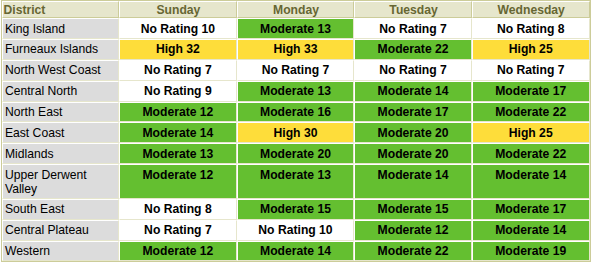 District Sunday Monday Tuesday Wednesday
King Island No Rating 10 Moderate 13 No Rating 7 No Rating 8
Furneaux Islands High 32 High 33 Moderate 22 High 25
North West Coast No Rating 7 No Rating 7 No Rating 7 No Rating 7
Central North No Rating 9 Moderate 13 Moderate 14 Moderate 17
North East Moderate 12 Moderate 16 Moderate 17 Moderate 22
East Coast Moderate 14 High 30 Moderate 20 High 25
Midlands Moderate 13 Moderate 20 Moderate 20 Moderate 22
Upper Derwent Moderate 12 Moderate 13 Moderate 14 Moderate 14
Valley
South East No Rating 8 Moderate 15 Moderate 15 Moderate 17
Central Plateau No Rating 7 No Rating 10 Moderate 12 Moderate 14
Western Moderate 12 Moderate 14 Moderate 22 Moderate 19